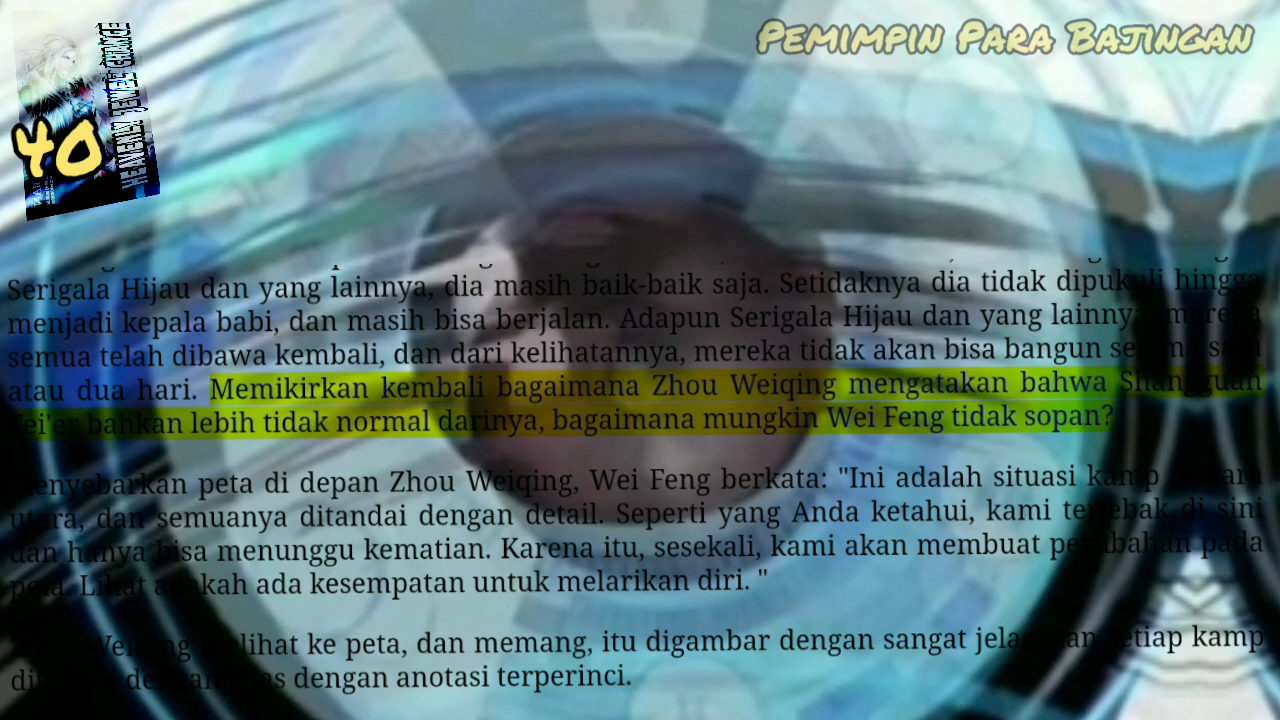 Pemimpin Para Bajingan
40
HEAVENLY JEWEL CHANGE
Serigala Hijau dan yang lainnya, dia masih baik-baik saja. Setidaknya dia tidak dipukuli hingga
menjadi kepala babi, dan masih bisa berjalan. Adapun Serigala Hijau dan yang lainnya, mereka
semua telah dibawa kembali, dan dari kelihatannya, mereka tidak akan bisa bangun selama satu
atau dua hari. Memikirkan kembali bagaimana Zhou Weiqing mengatakan bahwa Shangguan
Fei'er bahkan lebih tidak normal darinya, bagaimana mungkin Wei Feng tidak sopan?
Menyebarkan peta di depan Zhou Weiqing, Wei Feng berkata: "Ini adalah situasi kamp tentara
utara, dan semuanya ditandai dengan detail. Seperti yang Anda ketahui, kami terjebak di sini
dan hanya bisa menunggu kematian. Karena itu, sesekali, kami akan membuat perubahan pada
peta. Lihat apakah ada kesempatan untuk melarikan diri. "
Weiqing melihat ke peta, dan memang, itu digambar dengan sangat jelas, dan setiap kamp
dengan jelas dengan anotasi terperinci.